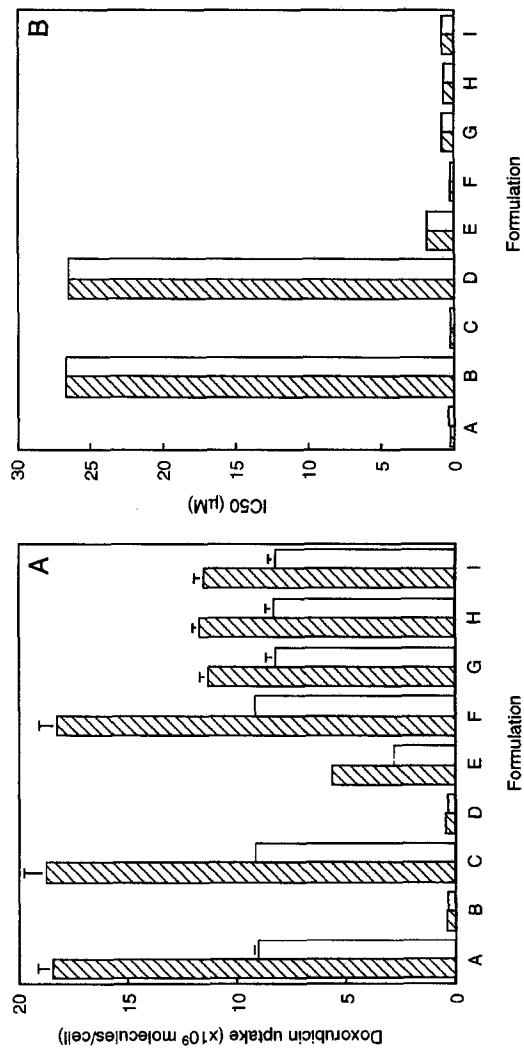 A
Doxorubicin uptake (x10⁹ molecules/cell)
20
15
10
5
0
A B C D E F G H I
Formulation
B
IC50 (μM)
30
25
20
15
10
5
0
A B C D E F G H I
Formulation